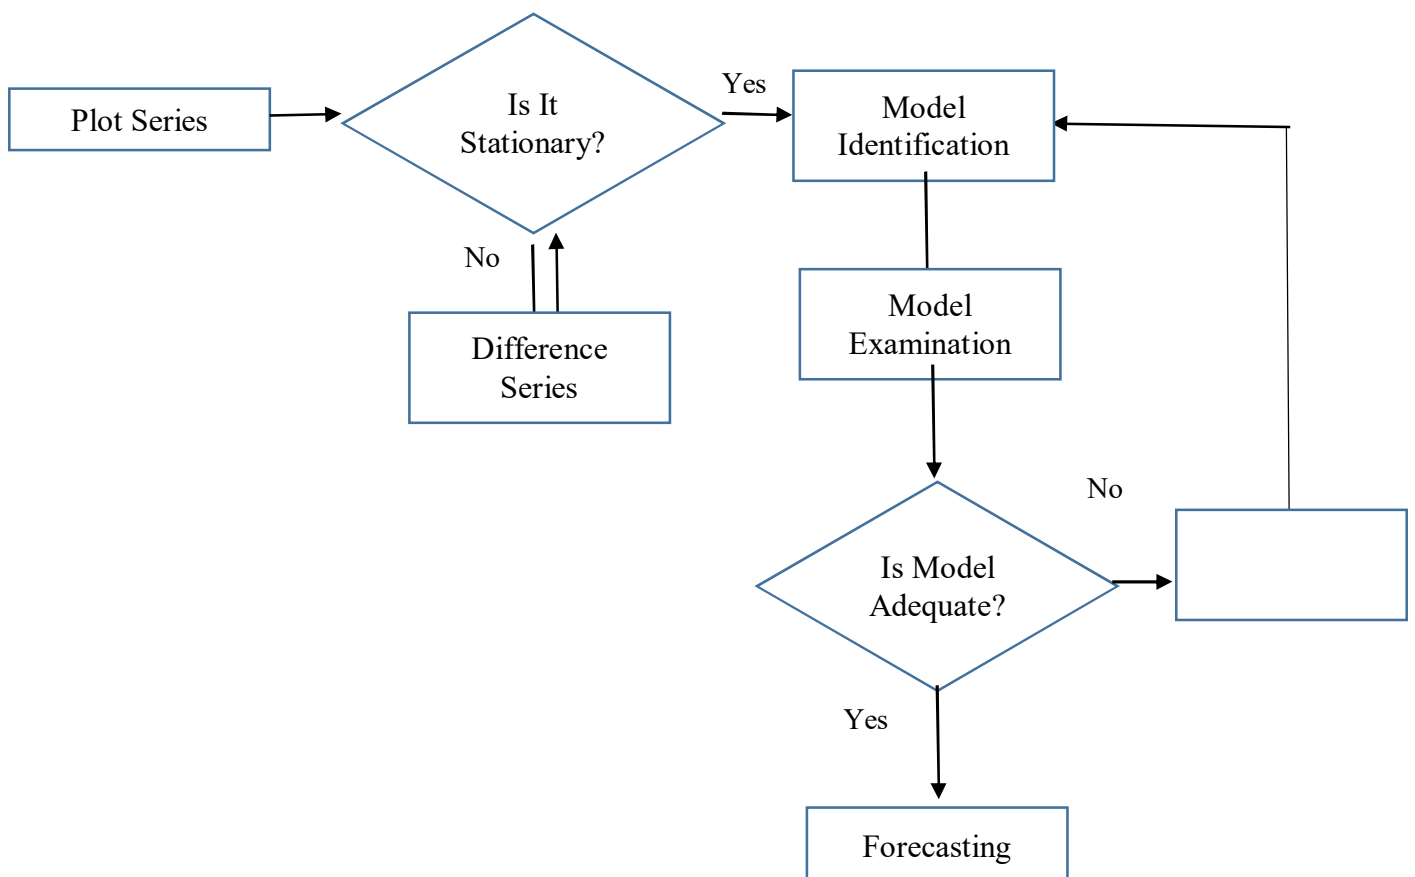 Plot Series
Is It
Stationary?
Yes
Model
Identification
No
Difference
Series
Model
Examination
No
Is Model
Adequate?
Yes
Forecasting